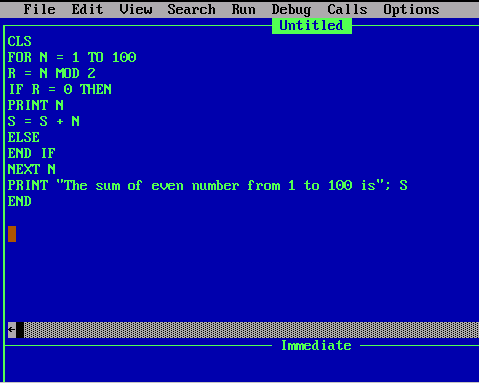 File Edit View Search Run Debug Calls Options
Untitled
CLS
FOR N = 1 TO 100
R = N MOD 2
IF R = 0 THEN
PRINT N
S = S + N
ELSE
END IF
NEXT N
PRINT "The sum of even number from 1 to 100 is"; S
END
Immediate